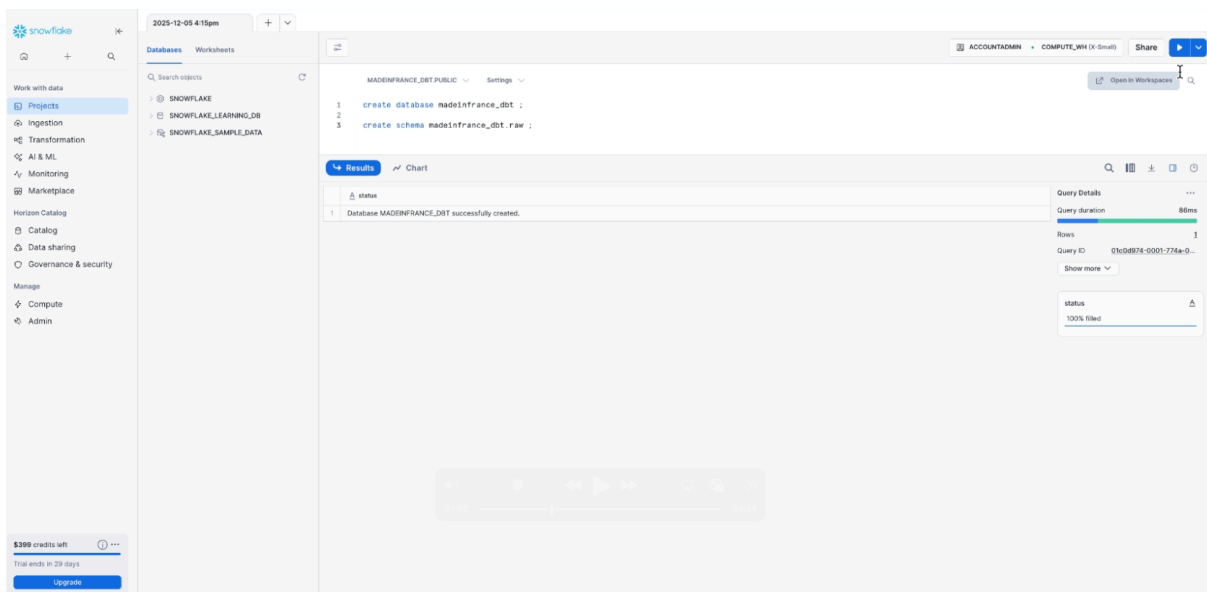 snowflake
Work with data
Projects
Ingestion
Transformation
AI & ML
Monitoring
Marketplace
Horizon Catalog
Catalog
Data sharing
Governance & security
Manage
Compute
Admin
$399 credits left
Trial ends in 29 days
Upgrade
2025-12-05 4:15pm
Databases Worksheets
Search objects
SNOWFLAKE
SNOWFLAKE_LEARNING_DB
SNOWFLAKE_SAMPLE_DATA
ACCOUNTADMIN • COMPUTE_WH (X-Small) Share
MADEINFRANCE_DBT.PUBLIC Settings
Open in Workspaces
1 create database madeinfrance_dbt ;
2
3 create schema madeinfrance_dbt.raw ;
Results Chart
A status
1 Database MADEINFRANCE_DBT successfully created.
Query Details ...
Query duration 86ms
Rows 1
Query ID 01c0d974-0001-774a-0...
Show more
status A
100% filled